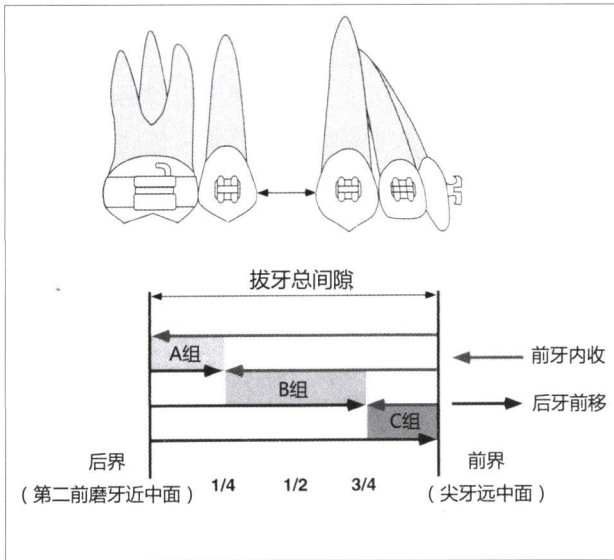 拔牙总间隙
A组
前牙内收
B组
后牙前移
C组
后界
前界
（第二前磨牙近中面）
1/4
1/2
3/4
（尖牙远中面）